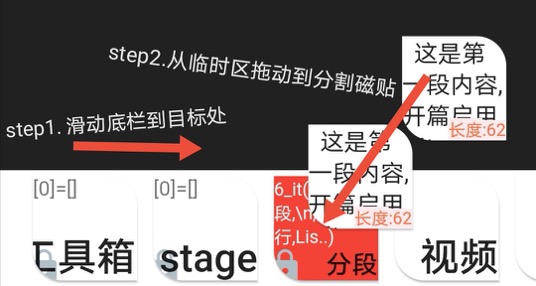 这是第
一段内容,
开篇启用
长度:62
step2.从临时区拖动到分割磁贴
step1. 滑动底栏到目标处
这是第
一段内容,
开篇启用
长度:62
[0]=[]
工具箱
[0]=[]
stage
6_it(
段,\n,
行,Lis..)
分段
视频